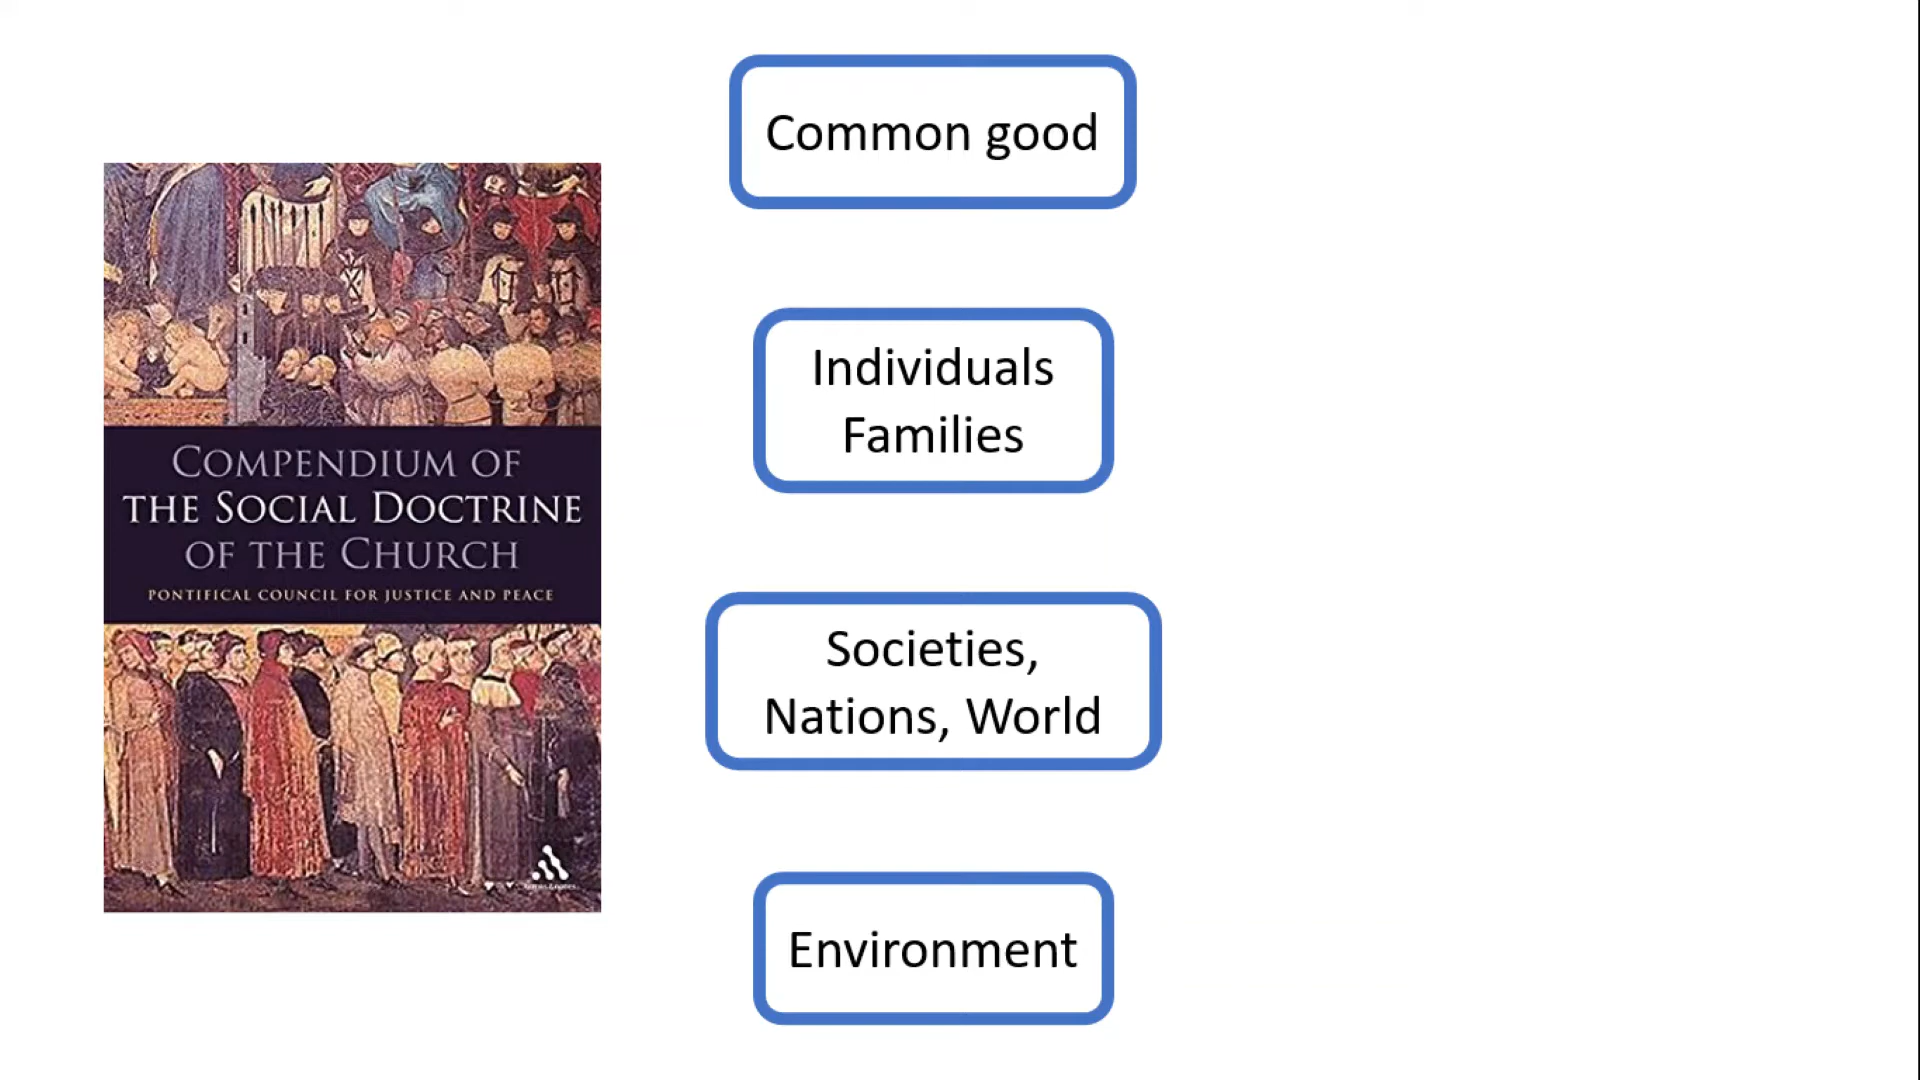 COMPENDIUM OF
THE SOCIAL DOCTRINE
OF THE CHURCH
PONTIFICAL COUNCIL FOR JUSTICE AND PEACE
Common good
Individuals
Families
Societies,
Nations, World
Environment